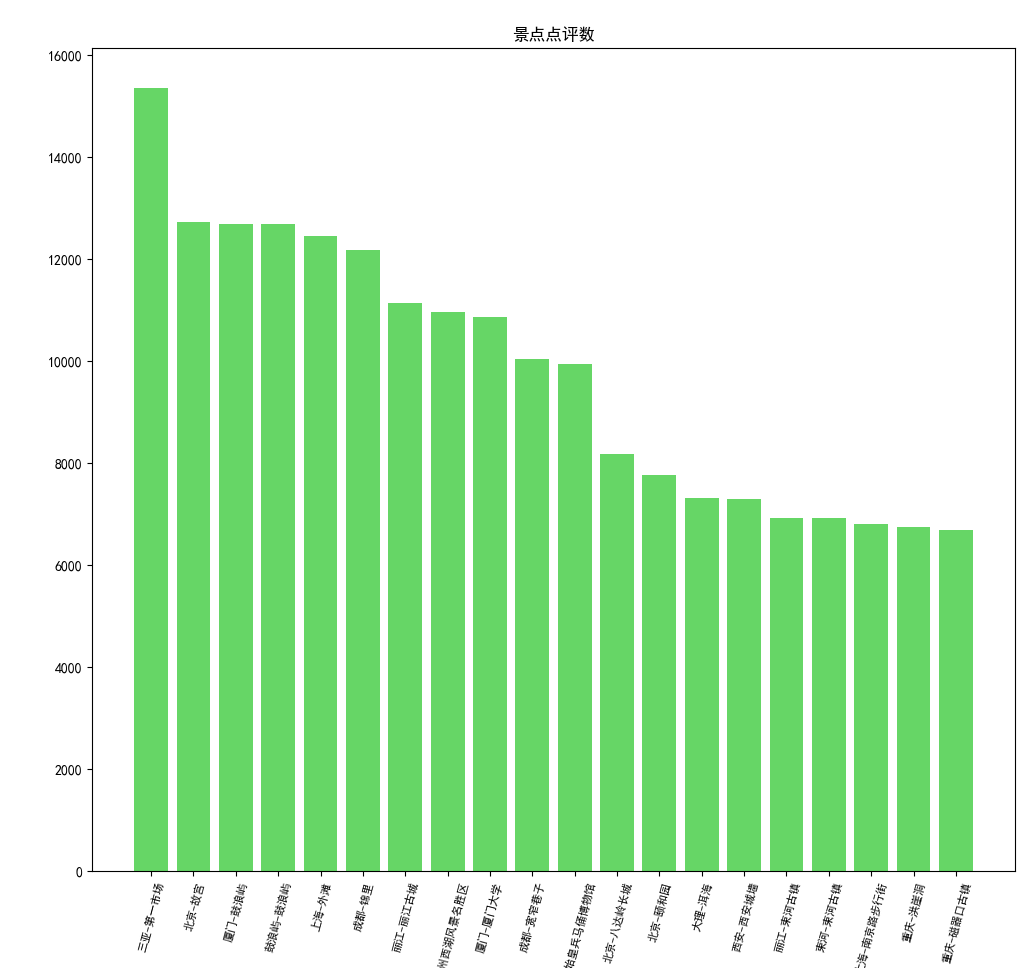 景点点评数
16000
14000
12000
10000
8000
6000
4000
2000
0
三亚-第一市场
北京-故宫
厦门-鼓浪屿
鼓浪屿-鼓浪屿
上海-外滩
成都-锦里
丽江-丽江古城
州西湖风景名胜区
厦门-厦门大学
成都-宽窄巷子
始皇兵马俑博物馆
北京-八达岭长城
北京-颐和园
大理-洱海
西安-西安城墙
丽江-束河古镇
束河-束河古镇
海-南京路步行街
重庆-洪崖洞
重庆-磁器口古镇